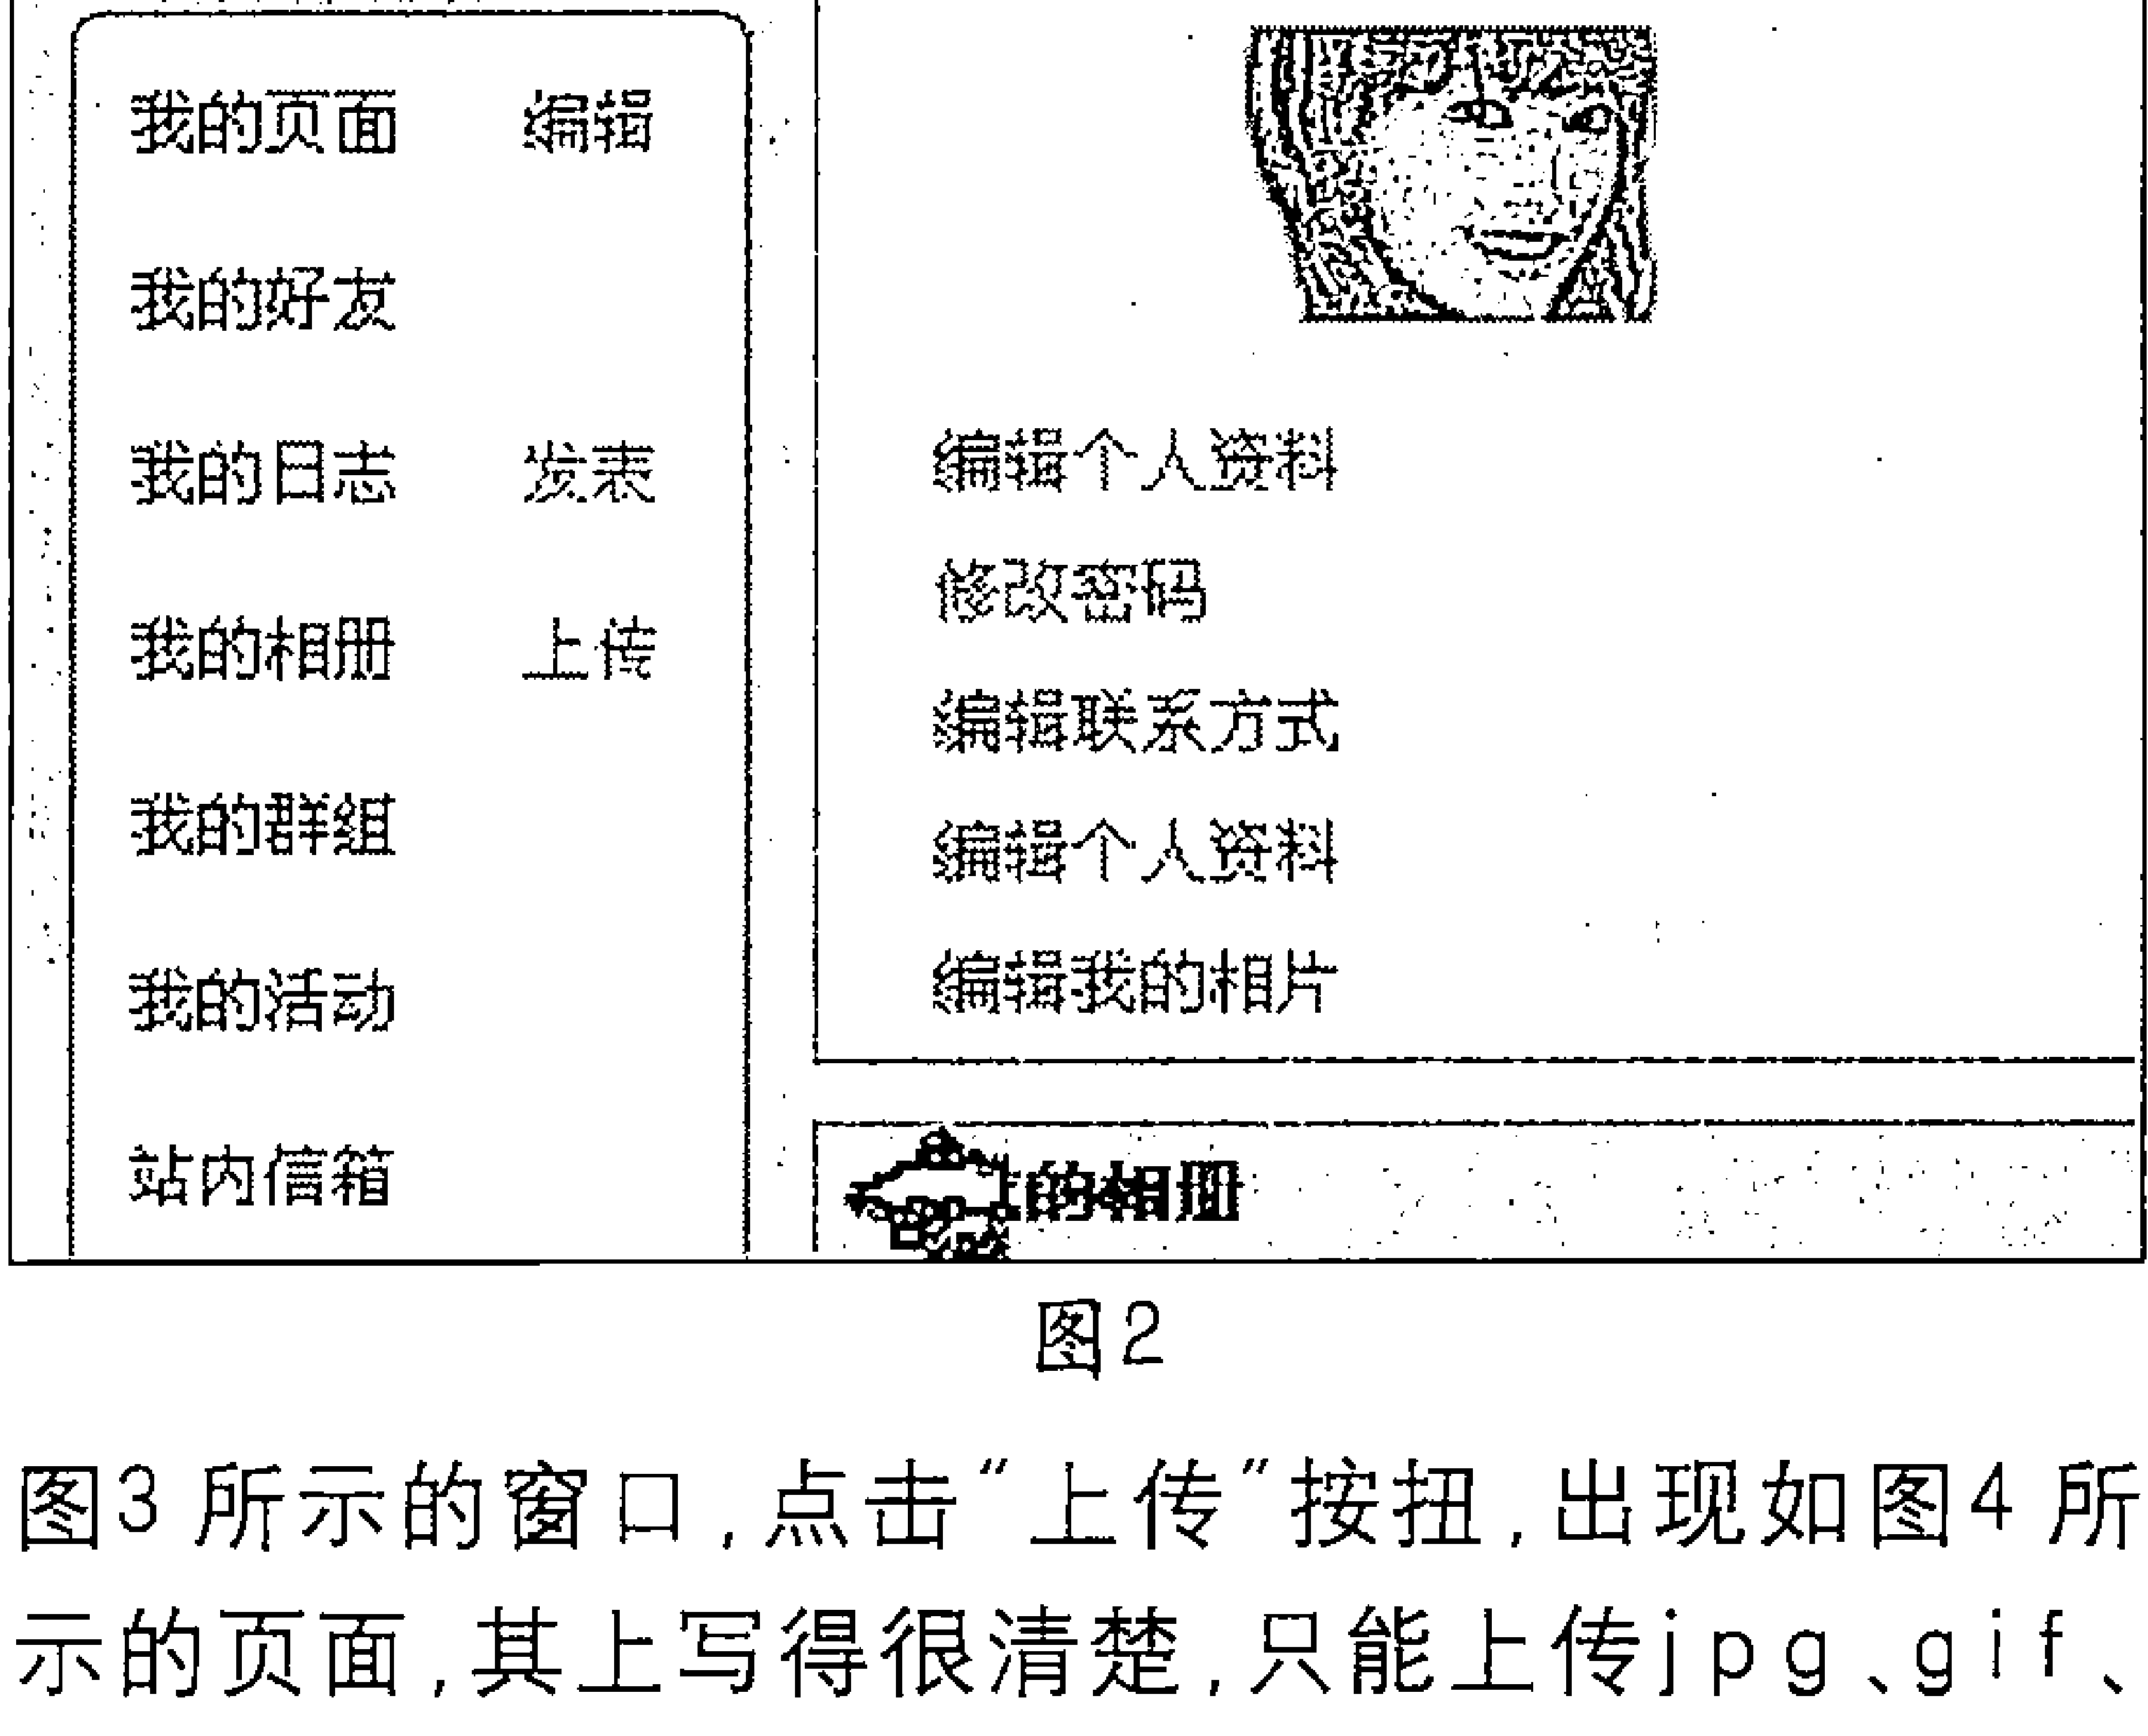 我的页面 编辑
我的好友
我的日志 发表
我的相册 上传
我的群组
我的活动
站内信箱
编辑个人资料
修改密码
编辑联系方式
编辑个人资料
编辑我的相片
的相册
图2
图3所示的窗口,点击“上传”按扭,出现如图4所
示的页面,其上写得很清楚,只能上传jpg、gif、